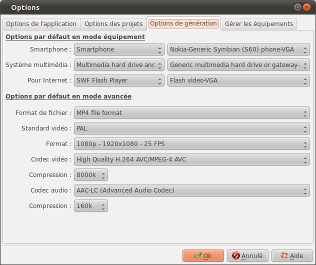 Options
Options de l'application Options des projets Options de génération Gérer les équipements
Options par défaut en mode équipement
Smartphone : Smartphone Nokia-Generic Symbian (S60) phone-VGA
Système multimédia : Multimedia hard drive and Generic multimedia hard drive or gateway-
Pour Internet : SWF Flash Player Flash video-VGA
Options par défaut en mode avancée
Format de fichier : MP4 file format
Standard vidéo : PAL
Format : 1080p - 1920x1080 - 25 FPS
Codec vidéo : High Quality H.264 AVC/MPEG-4 AVC
Compression : 8000k
Codec audio : AAC-LC (Advanced Audio Codec)
Compression : 160k
Ok Annulé Aide